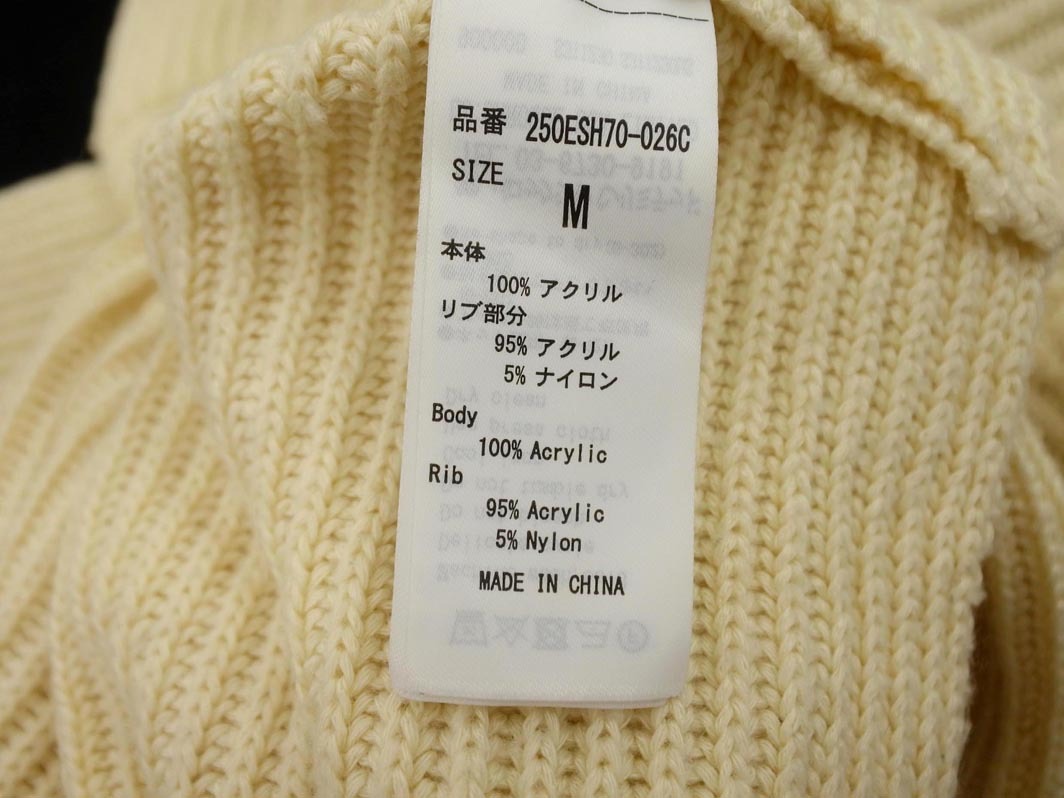 品番 250ESH70-026C
SIZE
M
本体
100% アクリル
リブ部分
95% アクリル
5% ナイロン
Body
100% Acrylic
Rib
95% Acrylic
5% Nylon
MADE IN CHINA